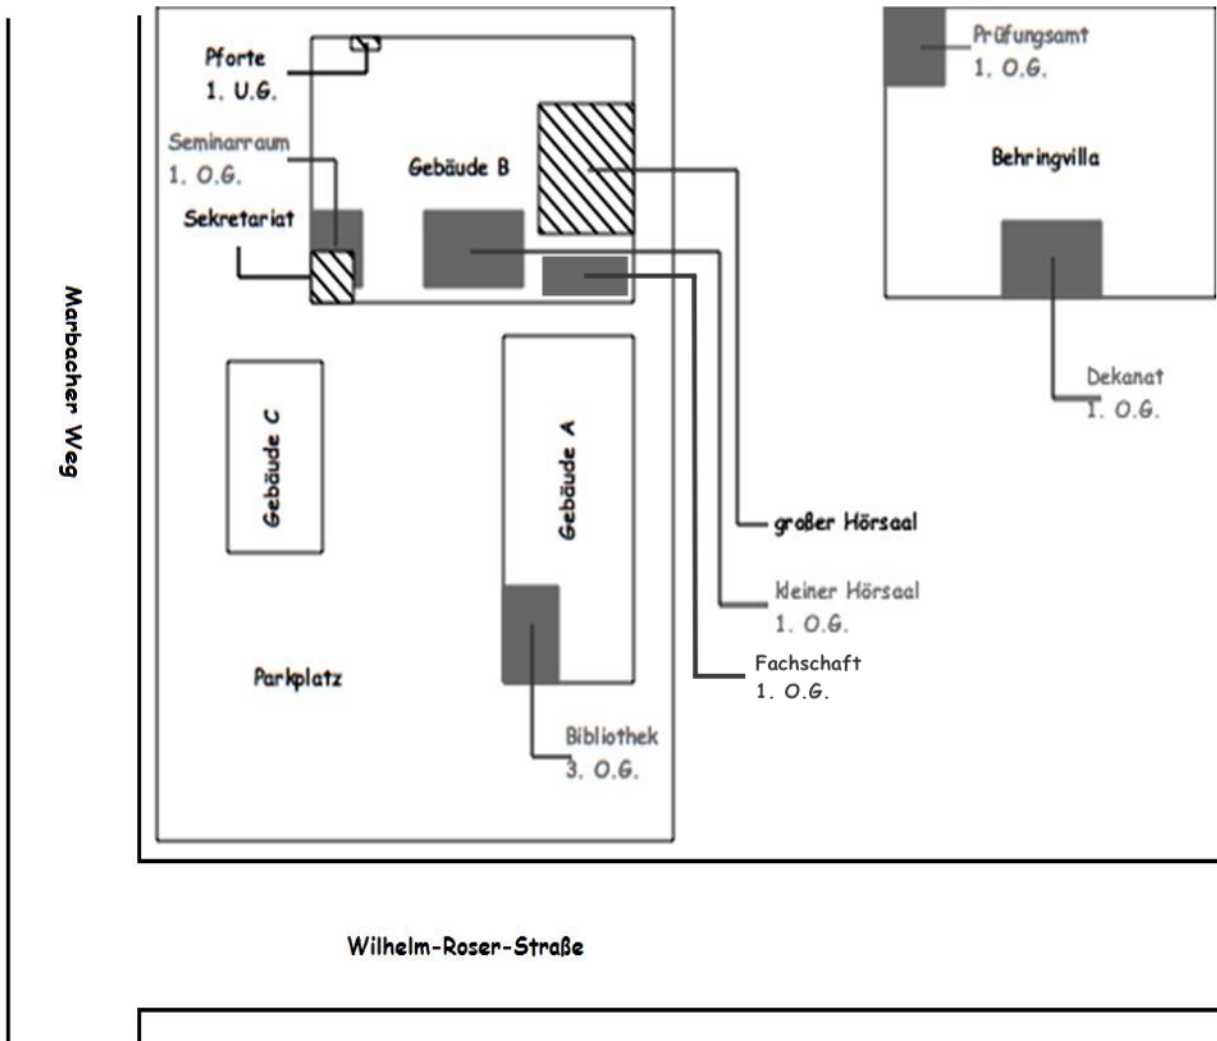 Pforte
1. U.G.
Seminarraum
1. O.G.
Sekretariat
Gebäude B
Prüfungsamt
1. O.G.
Behringvilla
Dekanat
1. O.G.
Marbacher Weg
Gebäude C
Gebäude A
großer Hörsaal
kleiner Hörsaal
1. O.G.
Fachschaft
1. O.G.
Parkplatz
Bibliothek
3. O.G.
Wilhelm-Roser-Straße